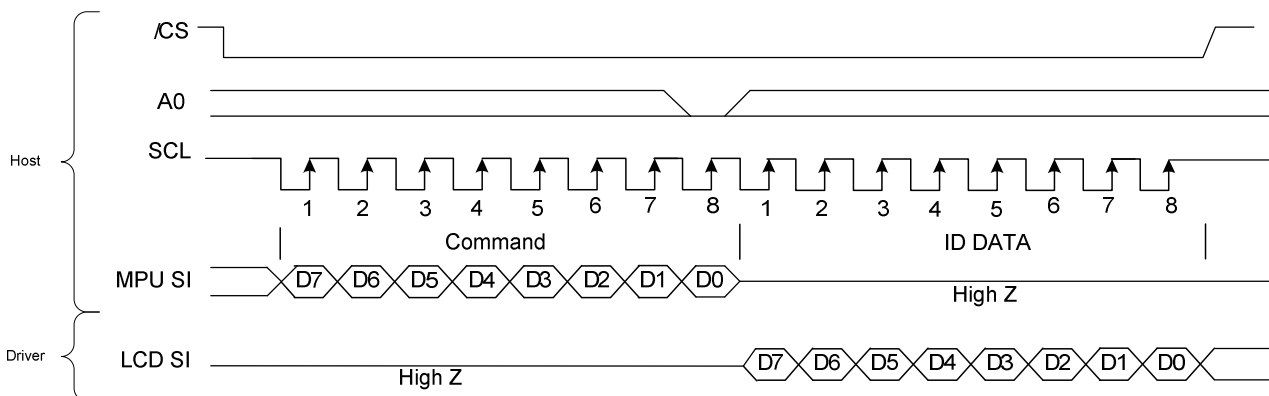 /CS
A0
SCL
Host
1 2 3 4 5 6 7 8 1 2 3 4 5 6 7 8
Command ID DATA
MPU SI D7 D6 D5 D4 D3 D2 D1 D0 High Z
Driver
LCD SI High Z D7 D6 D5 D4 D3 D2 D1 D0